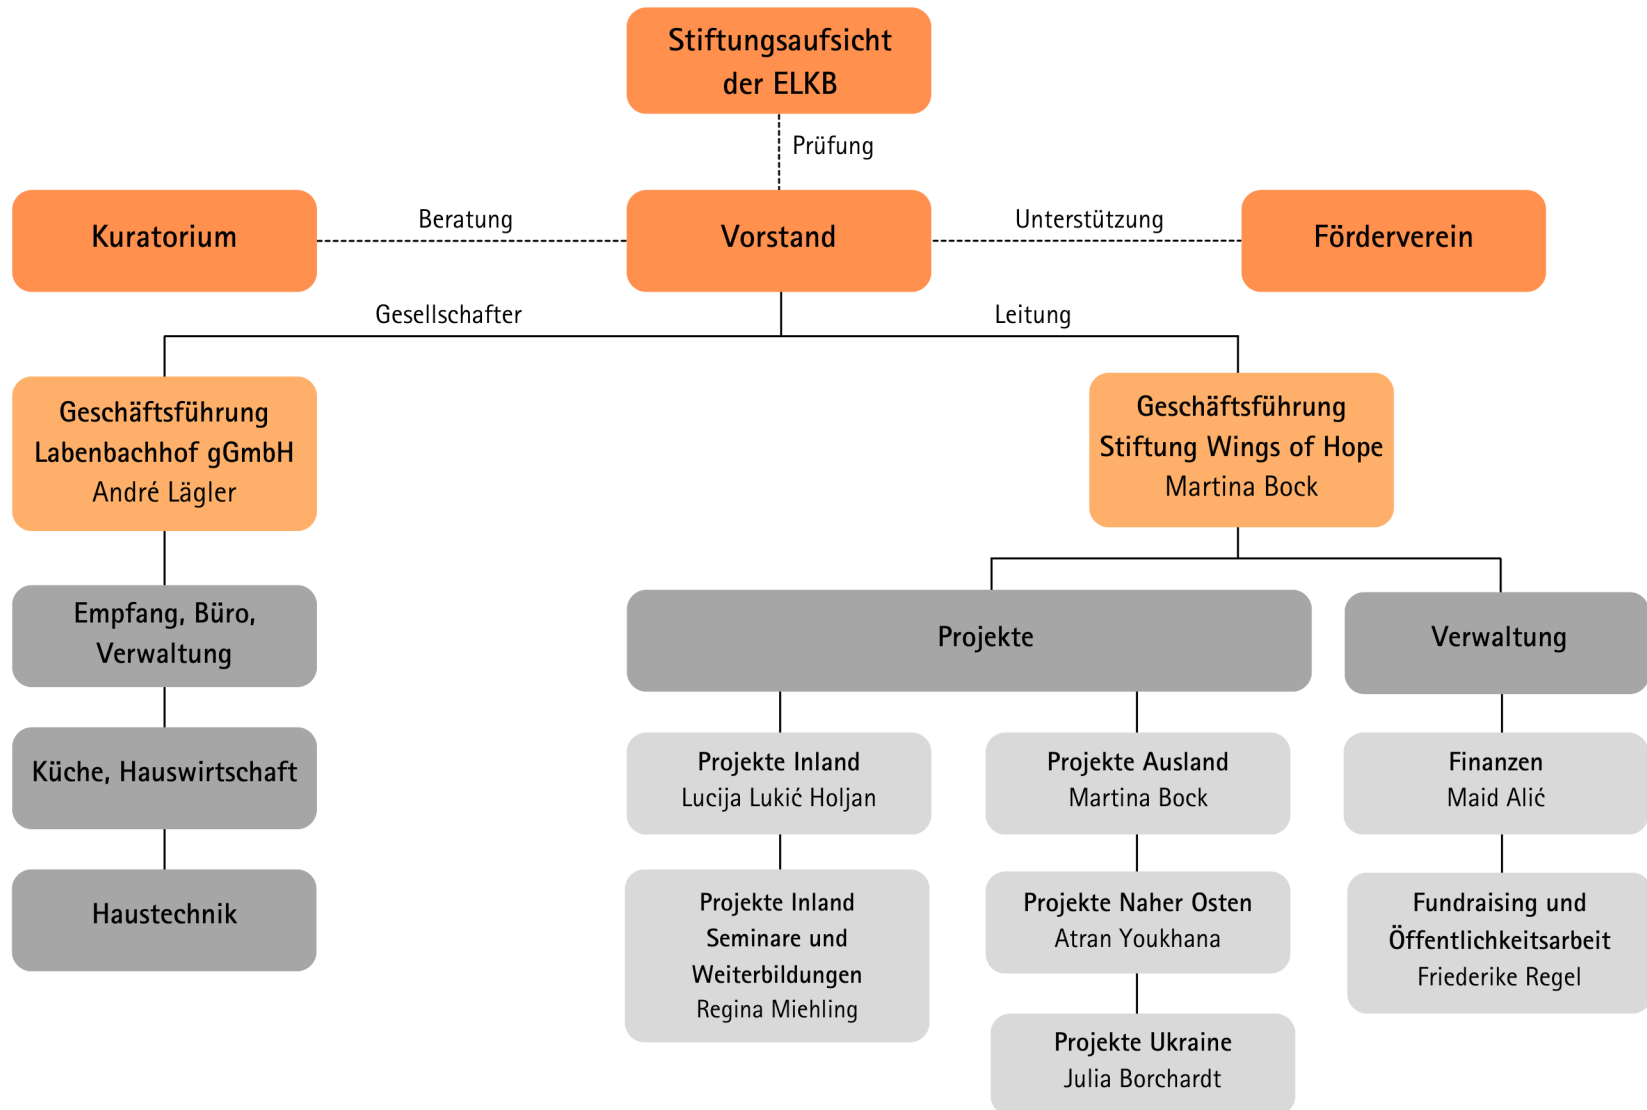 Stiftungsaufsicht
der ELKB
Prüfung
Kuratorium
Beratung
Vorstand
Unterstützung
Förderverein
Gesellschafter
Leitung
Geschäftsführung
Labenbachhof gGmbH
André Lägler
Geschäftsführung
Stiftung Wings of Hope
Martina Bock
Empfang, Büro,
Verwaltung
Küche, Hauswirtschaft
Haustechnik
Projekte
Verwaltung
Projekte Inland
Lucija Lukić Holjan
Projekte Ausland
Martina Bock
Finanzen
Maid Alić
Projekte Inland
Seminare und
Weiterbildungen
Regina Miehling
Projekte Naher Osten
Atran Youkhana
Fundraising und
Öffentlichkeitsarbeit
Friederike Regel
Projekte Ukraine
Julia Borchardt